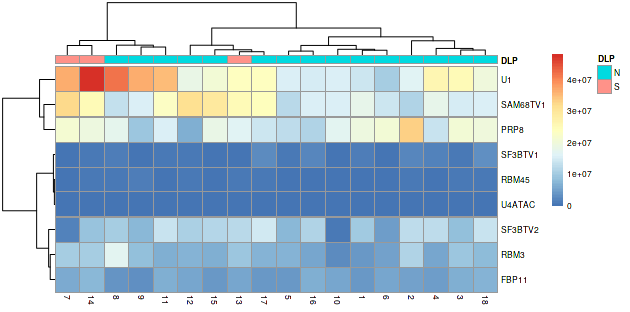 DLP
U1
SAM68TV1
PRP8
SF3BTV1
RBM45
U4ATAC
SF3BTV2
RBM3
FBP11
7 14 8 9 11 12 15 13 17 5 16 10 1 6 2 4 3 18
4e+07
3e+07
2e+07
1e+07
0
DLP
N
S